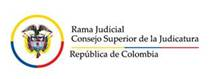 Rama Judicial
Consejo Superior de la Judicatura
República de Colombia